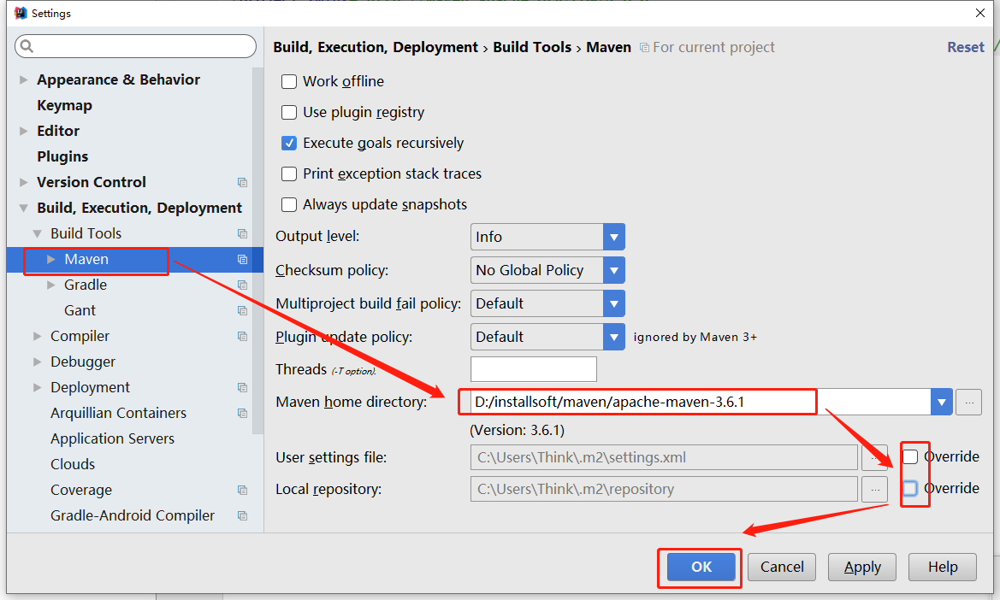 Settings
Build, Execution, Deployment › Build Tools › Maven For current project Reset
Appearance & Behavior
Keymap
Editor
Plugins
Version Control
Build, Execution, Deployment
Build Tools
Maven
Gradle
Gant
Compiler
Debugger
Deployment
Arquillian Containers
Application Servers
Clouds
Coverage
Gradle-Android Compiler
Work offline
Use plugin registry
Execute goals recursively
Print exception stack traces
Always update snapshots
Output level: Info
Checksum policy: No Global Policy
Multiproject build fail policy: Default
Plugin update policy: Default ignored by Maven 3+
Threads (-T option):
Maven home directory: D:/installsoft/maven/apache-maven-3.6.1 ...
(Version: 3.6.1)
User settings file: C:\Users\Think\.m2\settings.xml ... Override
Local repository: C:\Users\Think\.m2\repository ... Override
OK Cancel Apply Help